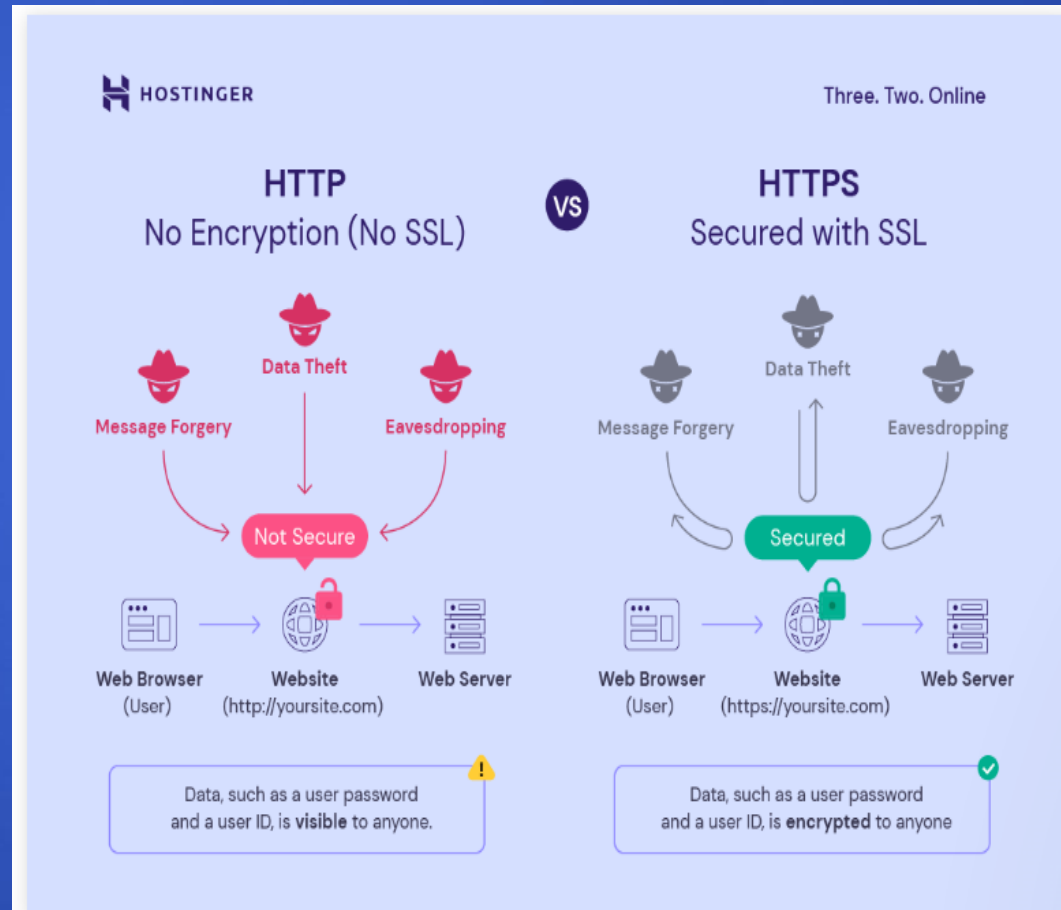 HOSTINGER
Three. Two. Online
HTTP
No Encryption (No SSL)
VS
HTTPS
Secured with SSL
Data Theft
Message Forgery
Eavesdropping
Not Secure
Web Browser
(User)
Website
(http://yoursite.com)
Web Server
Data, such as a user password
and a user ID, is visible to anyone.
Data Theft
Message Forgery
Eavesdropping
Secured
Web Browser
(User)
Website
(https://yoursite.com)
Web Server
Data, such as a user password
and a user ID, is encrypted to anyone